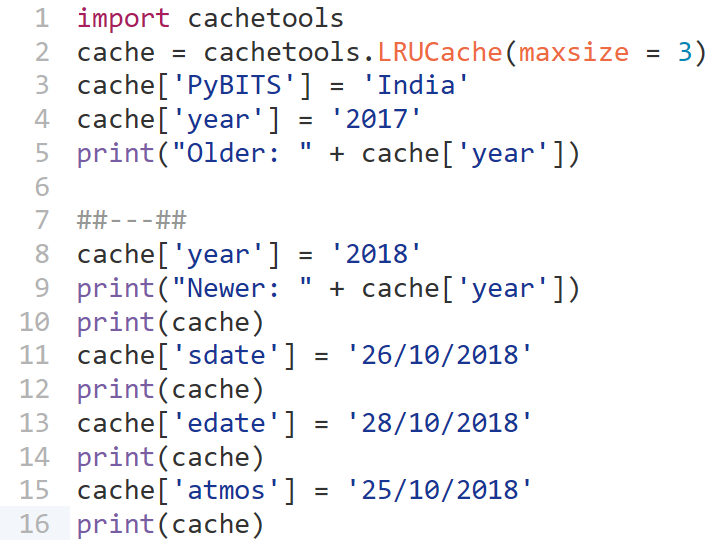 1 import cachetools
2 cache = cachetools.LRUCache(maxsize = 3)
3 cache['PyBITS'] = 'India'
4 cache['year'] = '2017'
5 print("Older: " + cache['year'])
6
7 ##---##
8 cache['year'] = '2018'
9 print("Newer: " + cache['year'])
10 print(cache)
11 cache['sdate'] = '26/10/2018'
12 print(cache)
13 cache['edate'] = '28/10/2018'
14 print(cache)
15 cache['atmos'] = '25/10/2018'
16 print(cache)